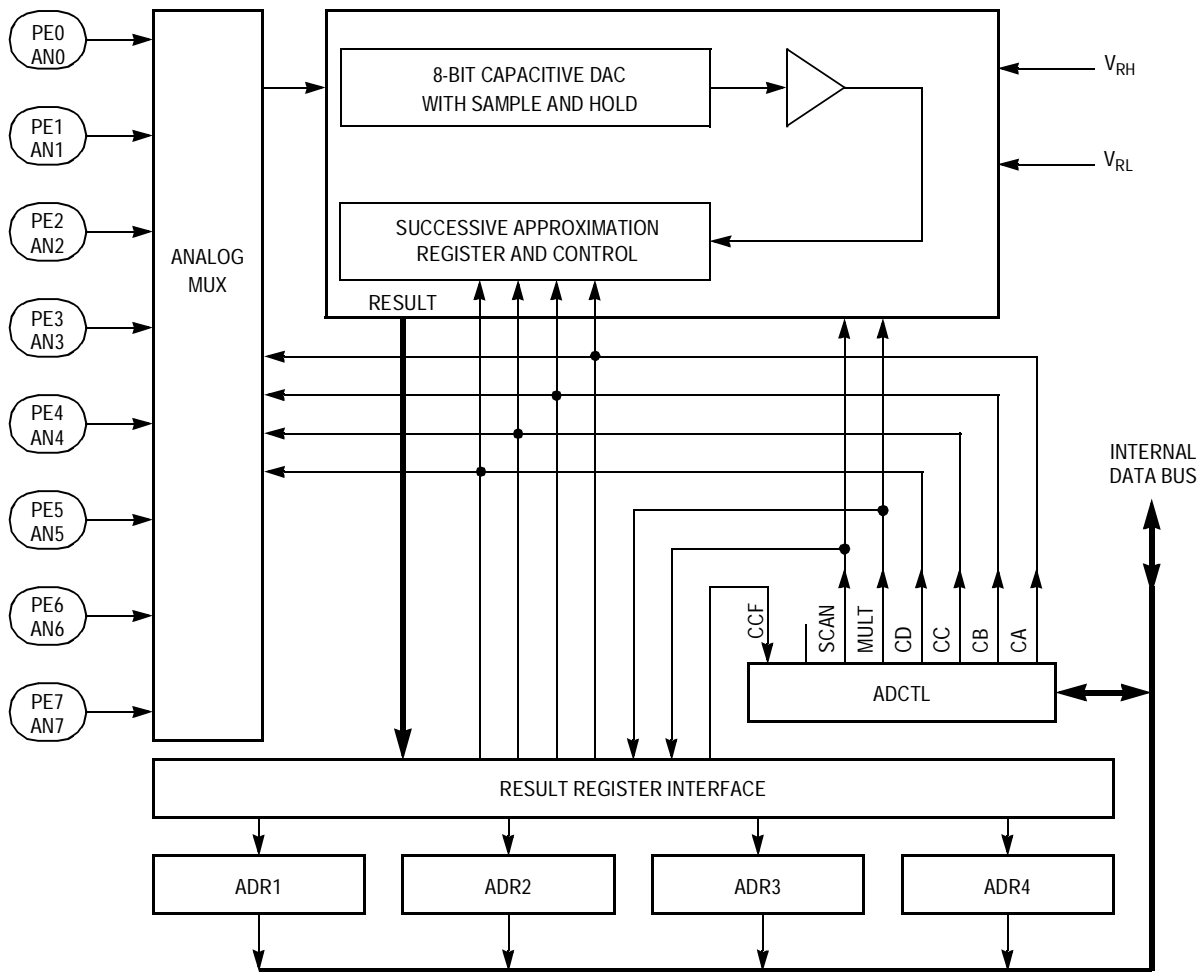 PE0
AN0
PE1
AN1
PE2
AN2
PE3
AN3
PE4
AN4
PE5
AN5
PE6
AN6
PE7
AN7
ANALOG
MUX
8-BIT CAPACITIVE DAC
WITH SAMPLE AND HOLD
SUCCESSIVE APPROXIMATION
REGISTER AND CONTROL
RESULT
VRH
VRL
INTERNAL
DATA BUS
CCF
SCAN
MULT
CD
CC
CB
CA
ADCTL
RESULT REGISTER INTERFACE
ADR1
ADR2
ADR3
ADR4